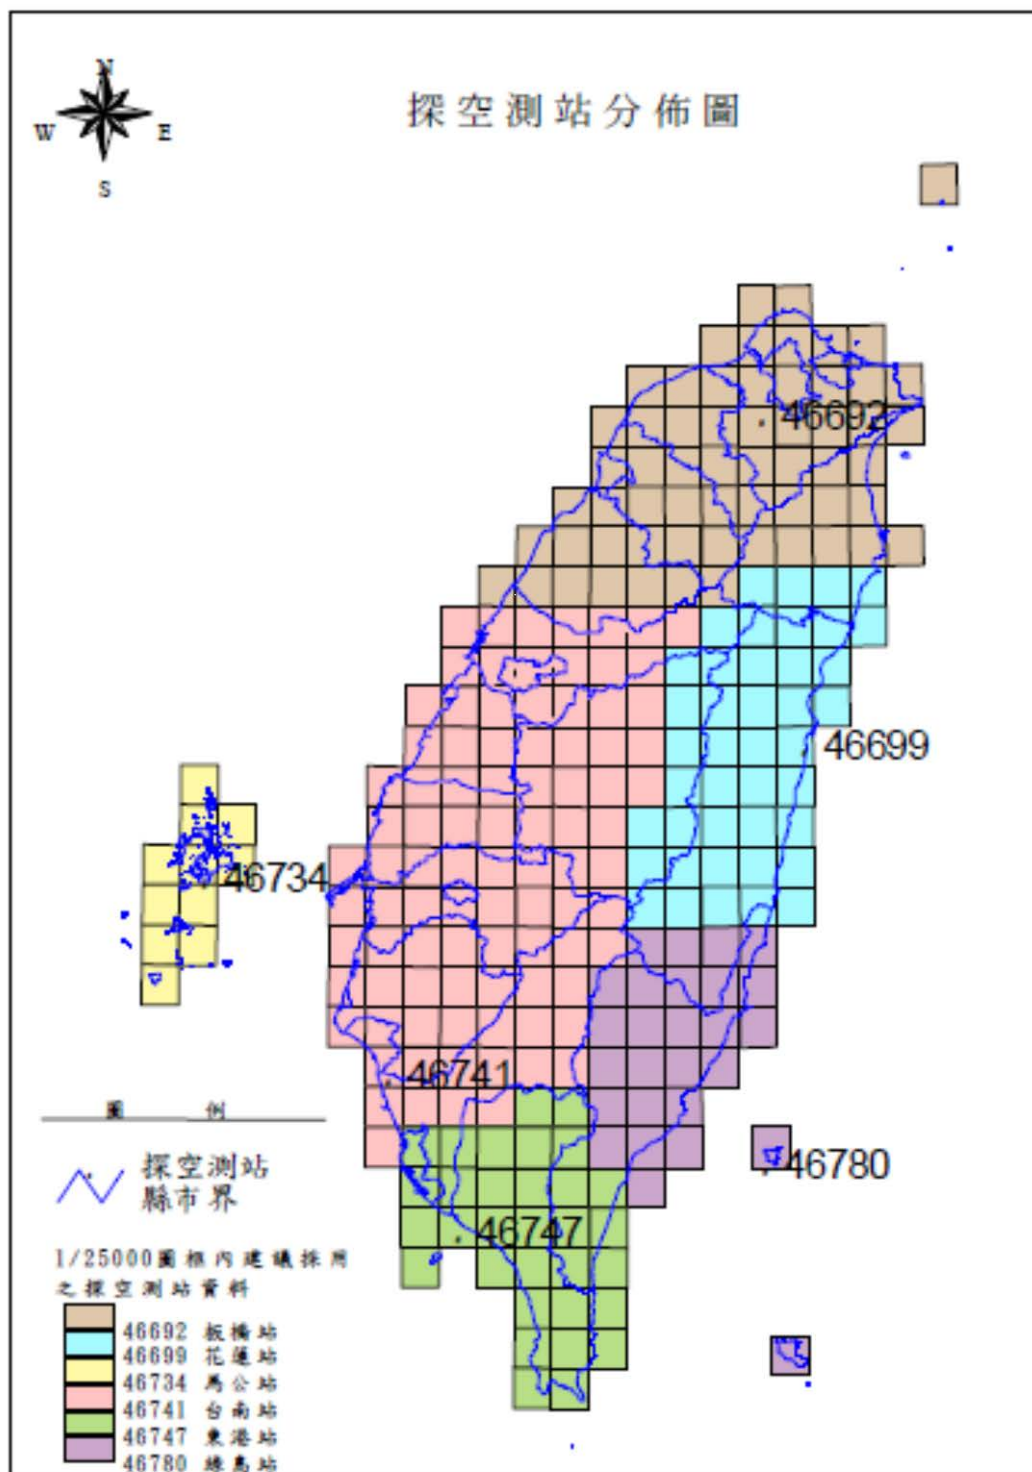 N
探空測站分佈圖
W
E
S
46692
46699
46734
46741
圖 例
探空測站
46780
縣市界
46747
1/25000圖框內建議採用
之探空測站資料
46692 板橋站
46699 花蓮站
46734 馬公站
46741 台南站
46747 東港站
46780 綠島站